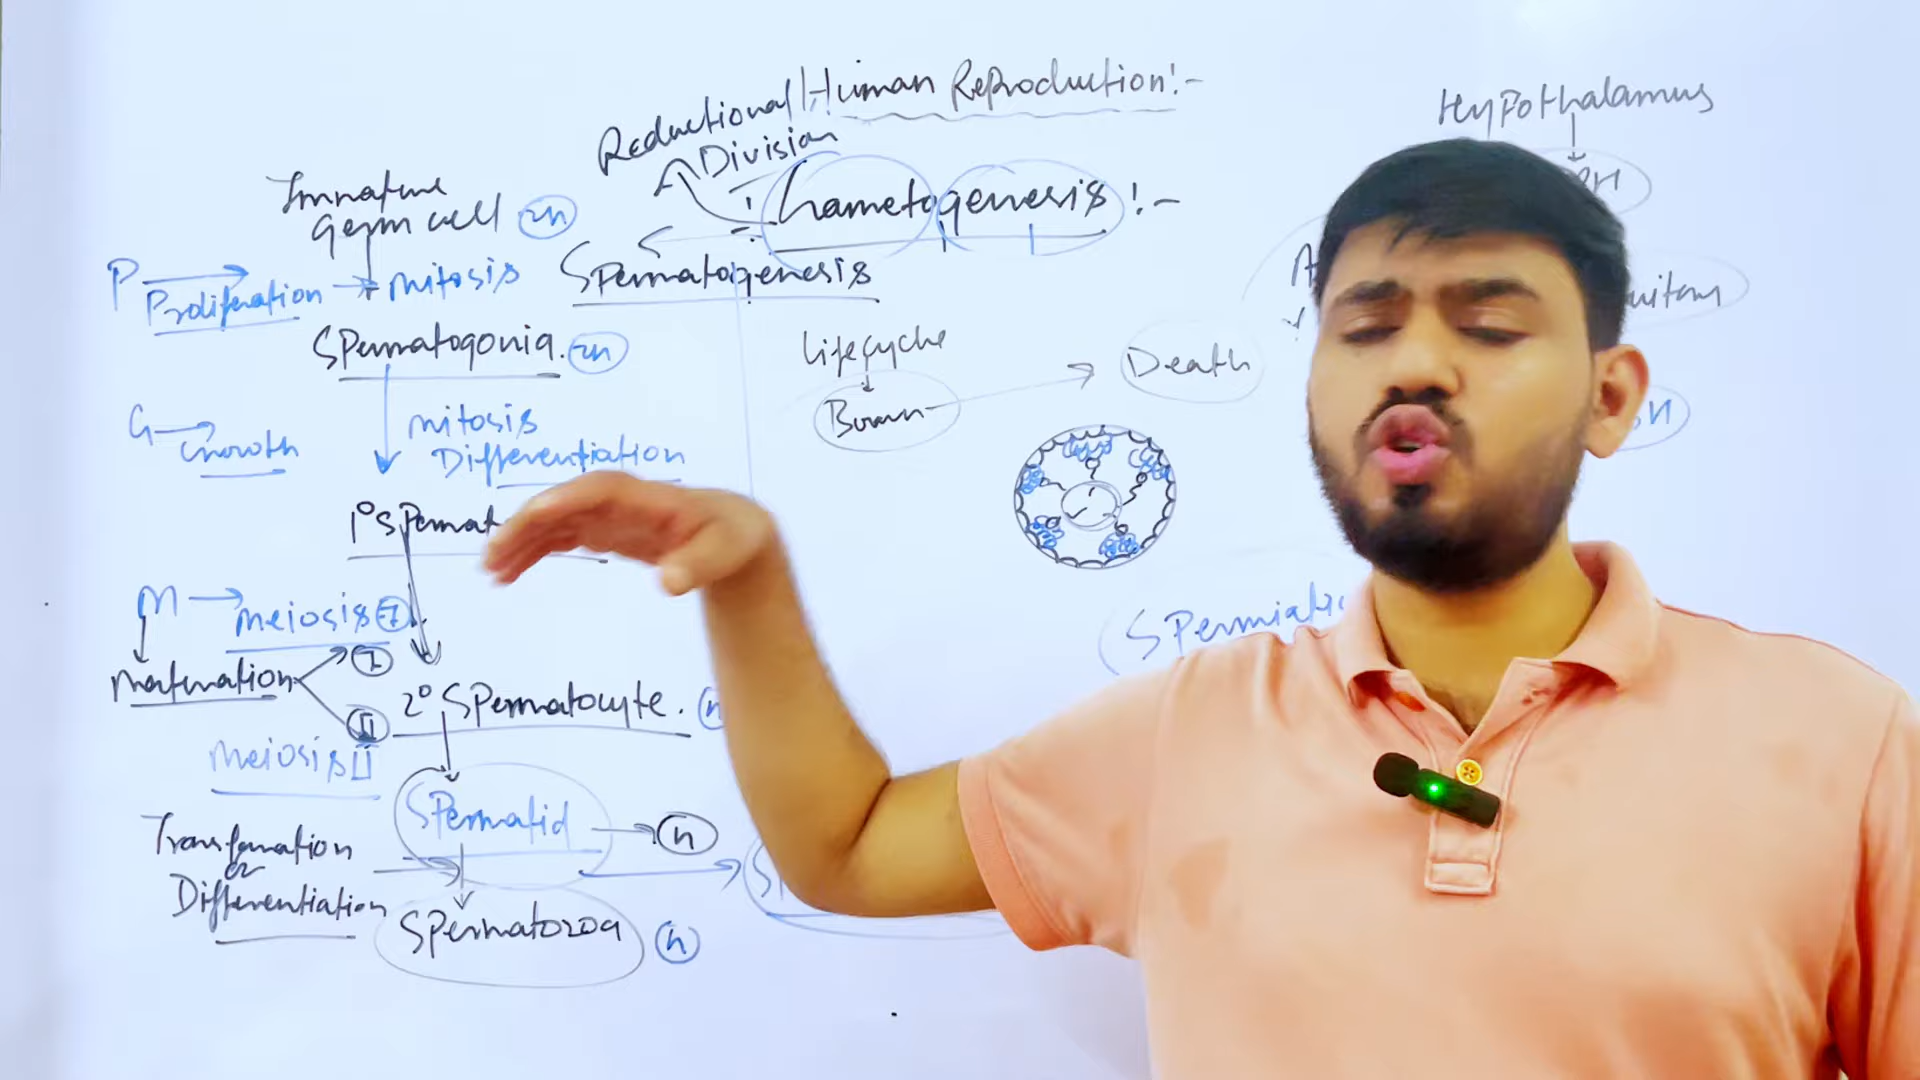 Human Reproduction:-
Reductional
Division
Gametogenesis:-
Spermatogenesis
Immature
Germ cell 2n
P → Proliferation → mitosis
Spermatogonia. 2n
G → Growth
mitosis
Differentiation
1° Spermat
M → meiosis I
I
maturation
II
2° Spermatocyte. n
meiosis II
Spermatid → n
Transformation
or
Differentiation
Spermatozoa n
Lifecycle
Born
Death
Hypothalamus